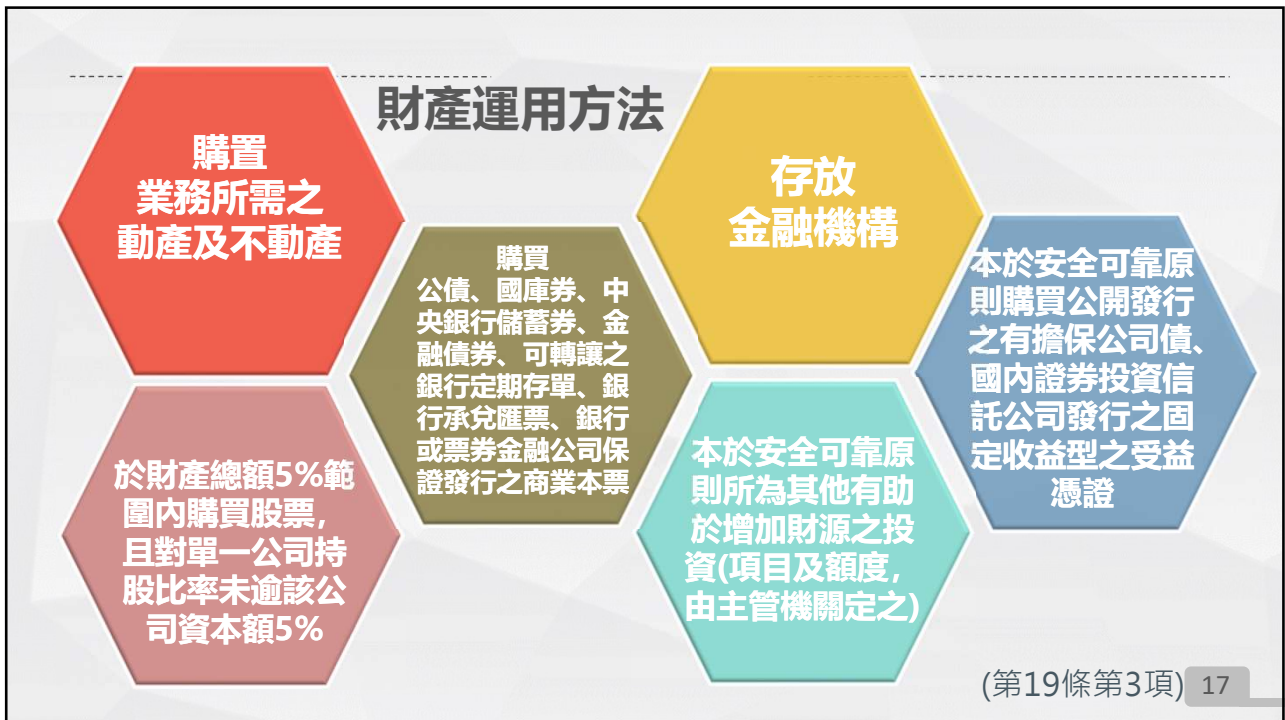 財產運用方法
購置
業務所需之
動產及不動產
購買
公債、國庫券、中
央銀行儲蓄券、金
融債券、可轉讓之
銀行定期存單、銀
行承兌匯票、銀行
或票券金融公司保
證發行之商業本票
存放
金融機構
本於安全可靠原
則購買公開發行
之有擔保公司債、
國內證券投資信
託公司發行之固
定收益型之受益
憑證
於財產總額5%範
圍內購買股票，
且對單一公司持
股比率未逾該公
司資本額5%
本於安全可靠原
則所為其他有助
於增加財源之投
資(項目及額度，
由主管機關定之)
(第19條第3項) 17